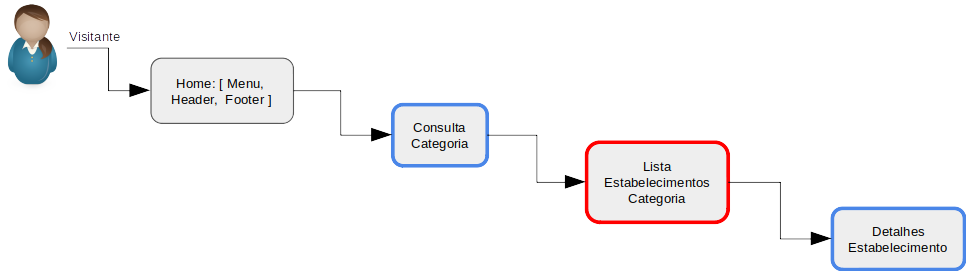 Visitante
Home: [ Menu,
Header, Footer ]
Consulta
Categoria
Lista
Estabelecimentos
Categoria
Detalhes
Estabelecimento